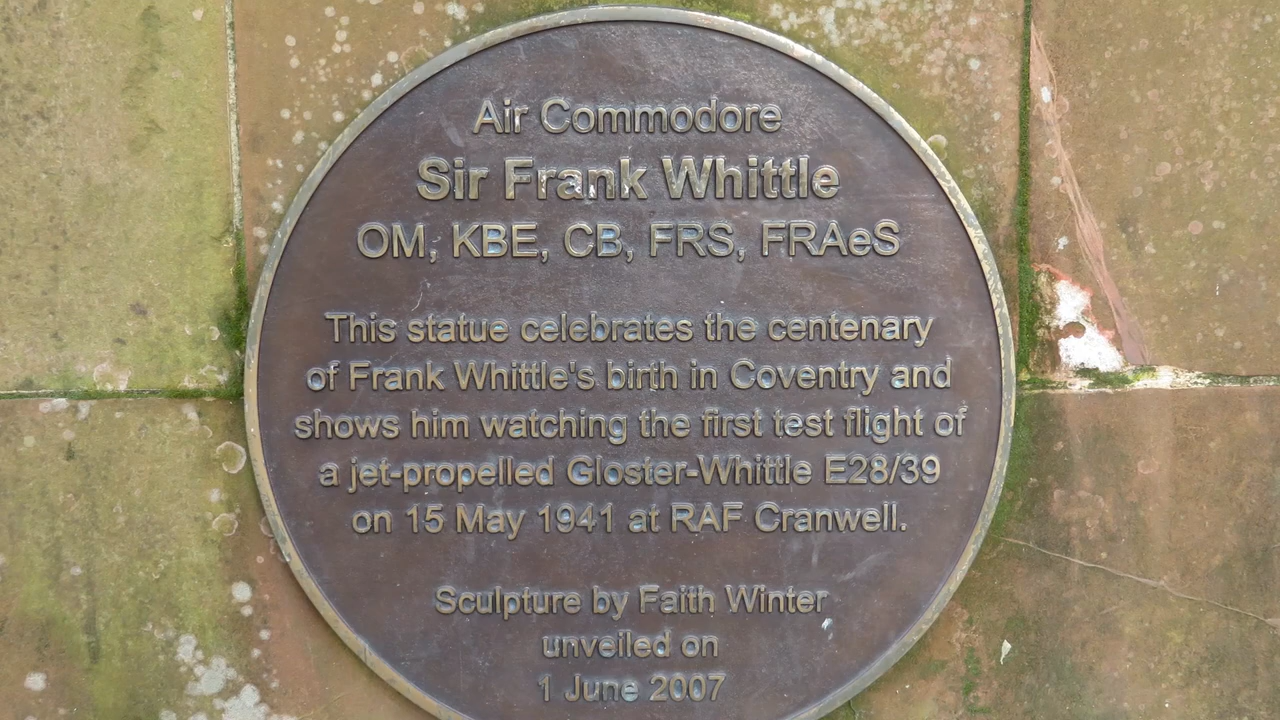 Air Commodore
Sir Frank Whittle
OM, KBE, CB, FRS, FRAeS
This statue celebrates the centenary
of Frank Whittle's birth in Coventry and
shows him watching the first test flight of
a jet-propelled Gloster-Whittle E28/39
on 15 May 1941 at RAF Cranwell.
Sculpture by Faith Winter
unveiled on
1 June 2007